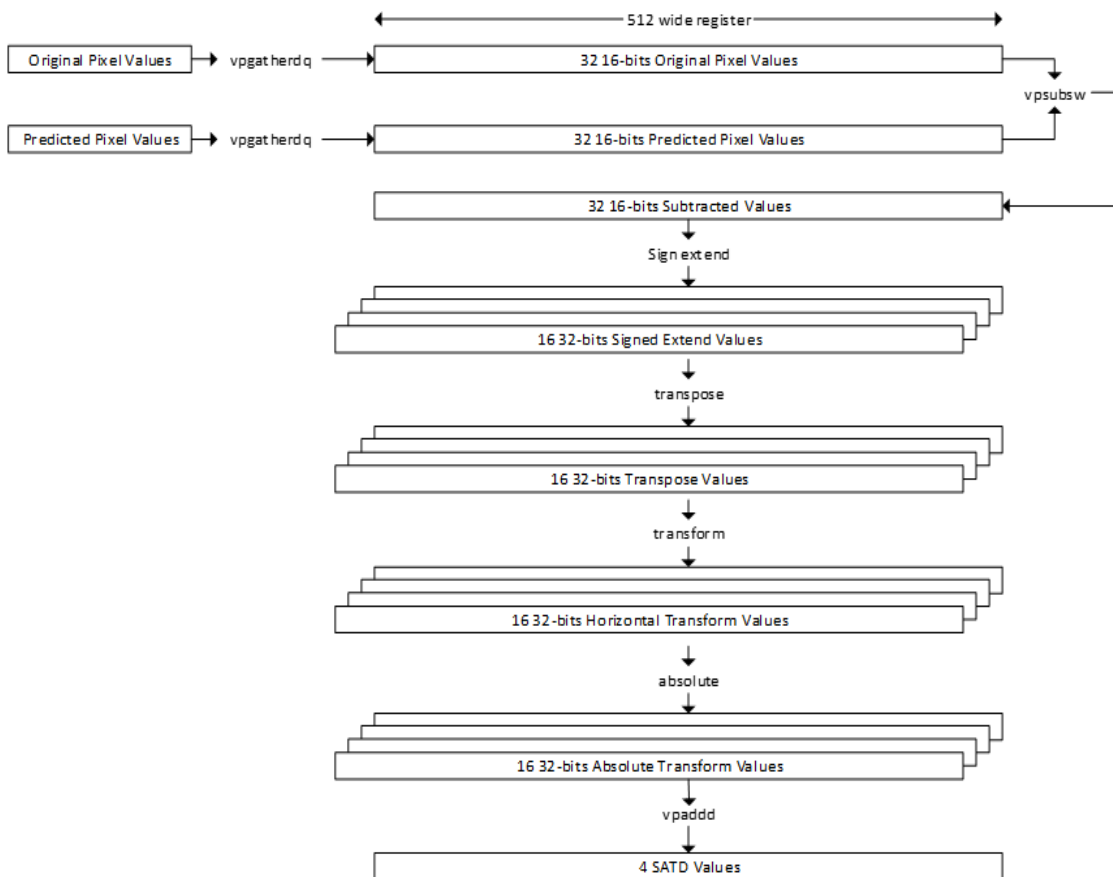 512 wide register
Original Pixel Values vpgatherdq 32 16-bits Original Pixel Values
vpsubsw
Predicted Pixel Values vpgatherdq 32 16-bits Predicted Pixel Values
32 16-bits Subtracted Values
Sign extend
16 32-bits Signed Extend Values
transpose
16 32-bits Transpose Values
transform
16 32-bits Horizontal Transform Values
absolute
16 32-bits Absolute Transform Values
vpaddd
4 SATD Values